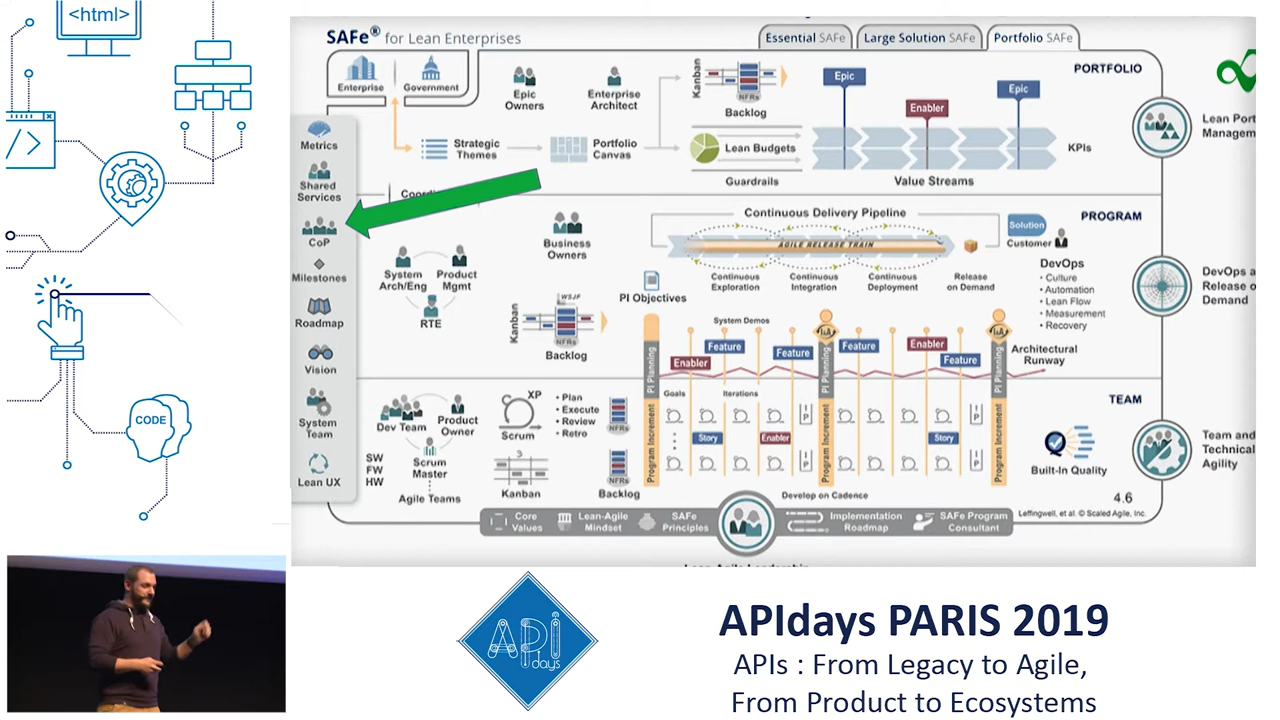 <html>
SAFe® for Lean Enterprises
Essential SAFe
Large Solution SAFe
Portfolio SAFe
Enterprise
Government
Epic
Owners
Enterprise
Architect
Kanban
NFRs
Backlog
Epic
Enabler
Epic
PORTFOLIO
Lean Port
Managem
Strategic
Themes
Portfolio
Canvas
Lean Budgets
Guardrails
Value Streams
KPIs
Metrics
Shared
Services
CoP
Milestones
Roadmap
Vision
System
Team
Lean UX
Business
Owners
System
Arch/Eng
Product
Mgmt
RTE
Kanban
WSJF
NFRs
Backlog
Continuous Delivery Pipeline
AGILE RELEASE TRAIN
Continuous
Exploration
Continuous
Integration
Continuous
Deployment
Release
on Demand
Solution
Customer
PROGRAM
DevOps
• Culture
• Automation
• Lean Flow
• Measurement
• Recovery
DevOps a
Release o
Demand
PI Objectives
System Demos
PI Planning
Enabler
Feature
Feature
I&A
PI Planning
Feature
Enabler
Feature
I&A
PI Planning
Architectural
Runway
Dev Team
Product
Owner
Scrum
Master
Agile Teams
SW
FW
HW
XP
Scrum
• Plan
• Execute
• Review
• Retro
3
Kanban
NFRs
NFRs
Backlog
Program Increment
Goals
Iterations
Story
Enabler
I P
I P
Program Increment
Story
I P
I P
Program Increment
TEAM
Built-In Quality
Team and
Technical
Agility
Develop on Cadence
4.6
Leffingwell, et al. © Scaled Agile, Inc.
Core
Values
Lean-Agile
Mindset
SAFe
Principles
Implementation
Roadmap
SAFe Program
Consultant
CODE
API
days
APIdays PARIS 2019
APIs : From Legacy to Agile,
From Product to Ecosystems